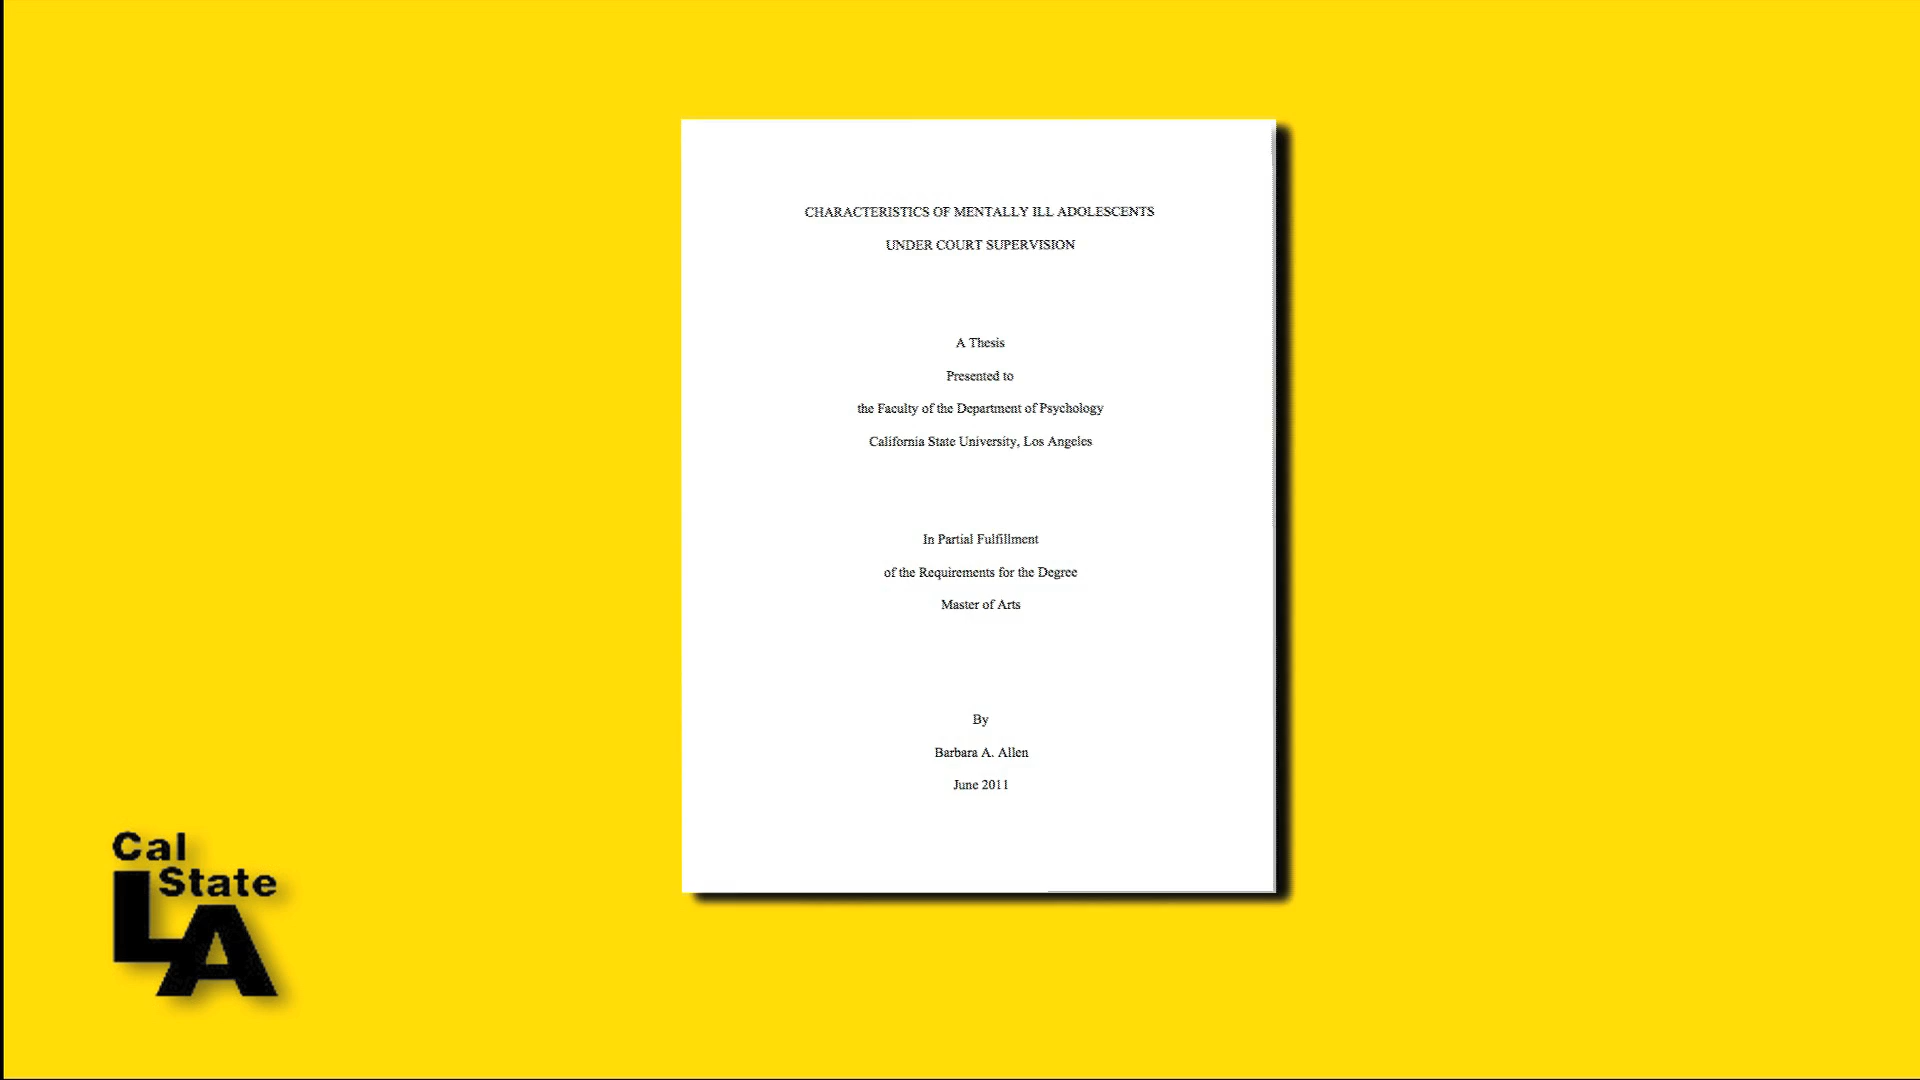 CHARACTERISTICS OF MENTALLY ILL ADOLESCENTS
UNDER COURT SUPERVISION
A Thesis
Presented to
the Faculty of the Department of Psychology
California State University, Los Angeles
In Partial Fulfillment
of the Requirements for the Degree
Master of Arts
By
Barbara A. Allen
June 2011
Cal
State
LA